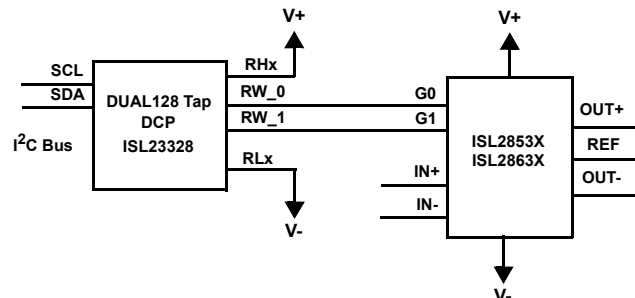 V+
V+
SCL
SDA
I²C Bus
DUAL128 Tap
DCP
ISL23328
RHx
RW_0
RW_1
RLx
V-
G0
G1
IN+
IN-
ISL2853X
ISL2863X
OUT+
REF
OUT-
V-